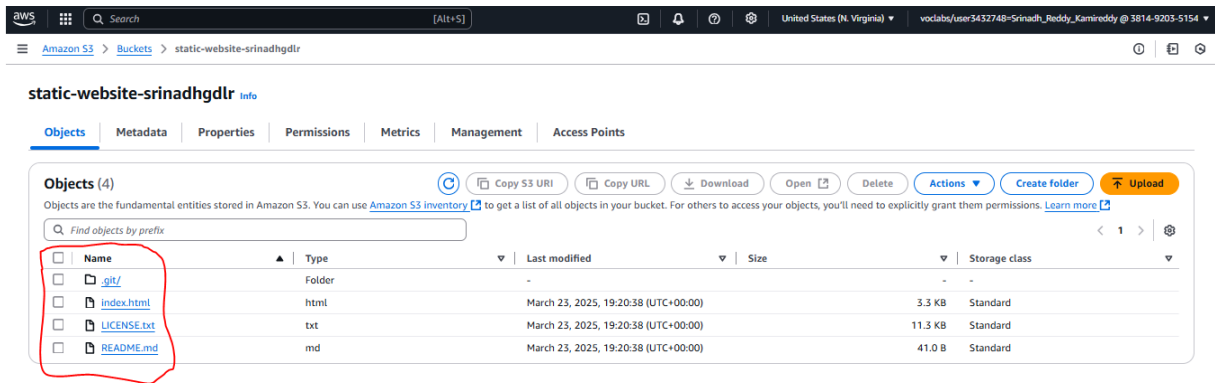 aws Search [Alt+S] United States (N. Virginia) voclabs/user3432748=Srinadh_Reddy_Kamireddy @ 3814-9203-5154
Amazon S3 > Buckets > static-website-srinadhgdlr
static-website-srinadhgdlr Info
Objects Metadata Properties Permissions Metrics Management Access Points
Objects (4) Copy S3 URI Copy URL Download Open Delete Actions Create folder Upload
Objects are the fundamental entities stored in Amazon S3. You can use Amazon S3 inventory to get a list of all objects in your bucket. For others to access your objects, you'll need to explicitly grant them permissions. Learn more
Find objects by prefix < 1 >
Name Type Last modified Size Storage class
.git/ Folder - - -
index.html html March 23, 2025, 19:20:38 (UTC+00:00) 3.3 KB Standard
LICENSE.txt txt March 23, 2025, 19:20:38 (UTC+00:00) 11.3 KB Standard
README.md md March 23, 2025, 19:20:38 (UTC+00:00) 41.0 B Standard